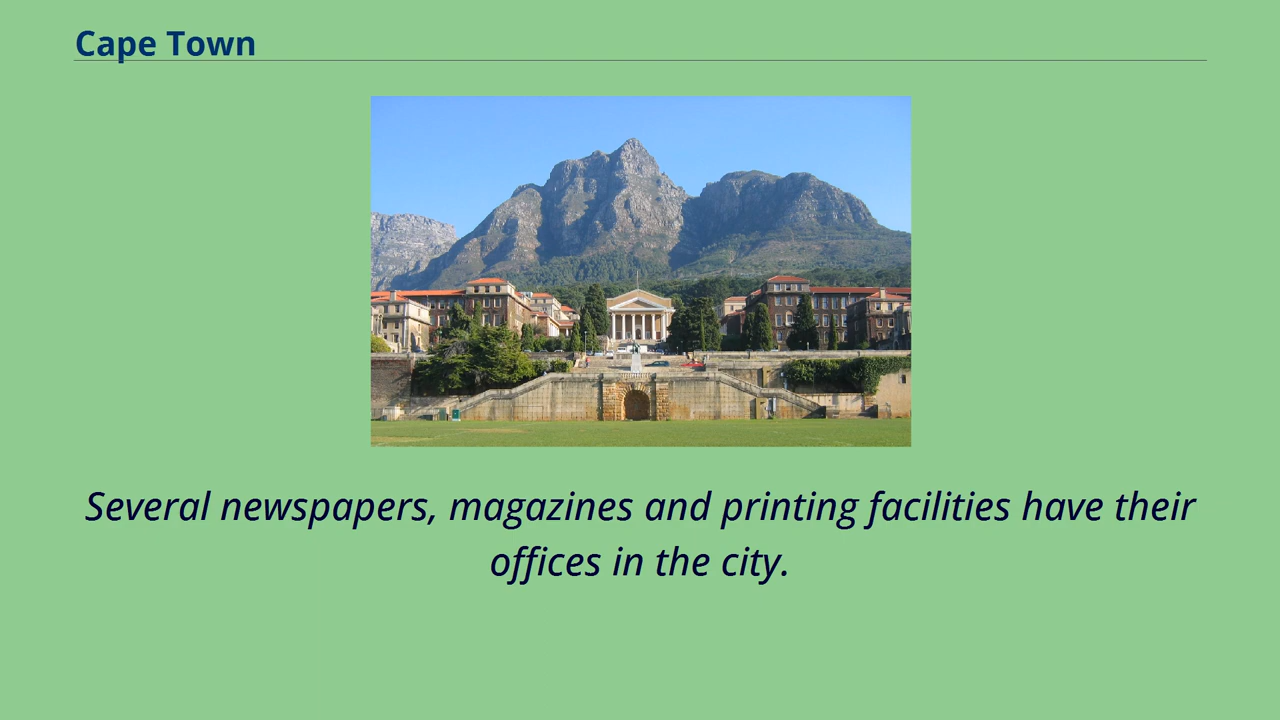 Cape Town
Several newspapers, magazines and printing facilities have their
offices in the city.